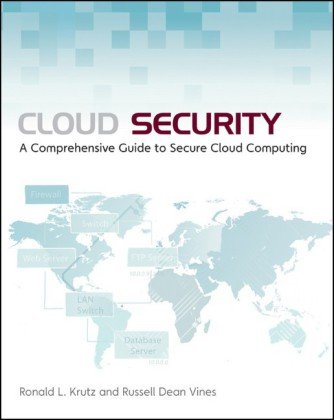 CLOUD SECURITY
A Comprehensive Guide to Secure Cloud Computing
Firewall
Switch
Web Server
FTP Server
LAN
Switch
Database
Server
Ronald L. Krutz and Russell Dean Vines